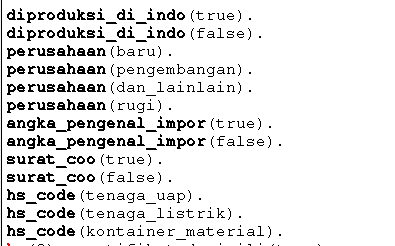 diproduksi_di_indo(true).
diproduksi_di_indo(false).
perusahaan(baru).
perusahaan(pengembangan).
perusahaan(dan_lainlain).
perusahaan(rugi).
angka_pengenal_impor(true).
angka_pengenal_impor(false).
surat_coo(true).
surat_coo(false).
hs_code(tenaga_uap).
hs_code(tenaga_listrik).
hs_code(kontainer_material).